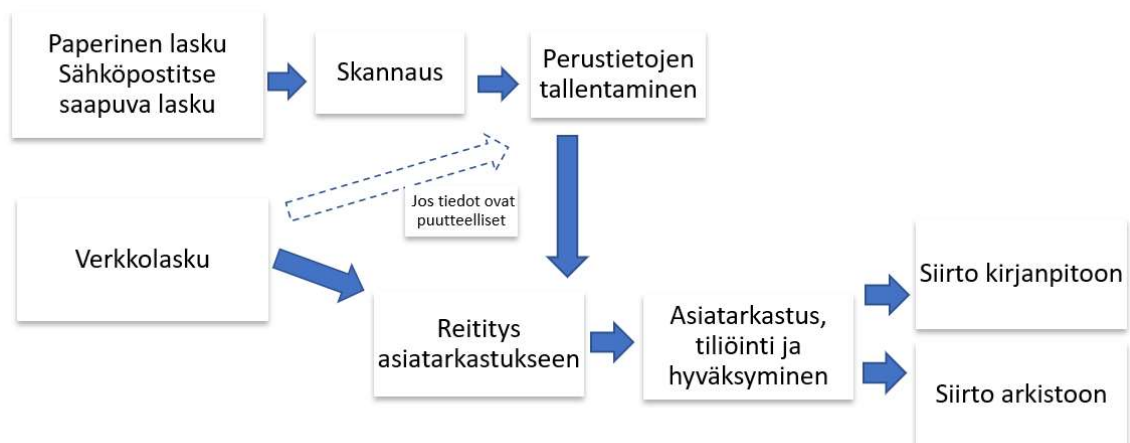 Paperinen lasku
Sähköpostitse
saapuva lasku
Skannaus
Perustietojen
tallentaminen
Jos tiedot ovat
puutteelliset
Verkkolasku
Reititys
asiatarkastukseen
Asiatarkastus,
tiliöinti ja
hyväksyminen
Siirto kirjanpitoon
Siirto arkistoon